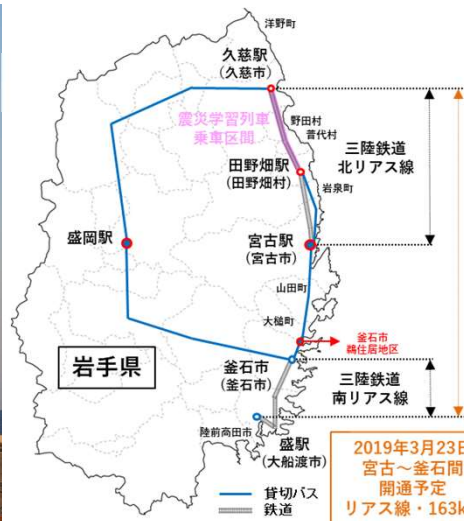 洋野町
久慈駅
(久慈市)
震災学習列車
乗車区間
野田村
普代村
田野畑駅
(田野畑村)
岩泉町
三陸鉄道
北リアス線
盛岡駅
宮古駅
(宮古市)
山田町
大槌町
釜石市
鵜住居地区
岩手県
釜石市
(釜石市)
三陸鉄道
南リアス線
陸前高田市
盛駅
(大船渡市)
貸切バス
鉄道
2019年3月23日
宮古～釜石間
開通予定
リアス線・163k